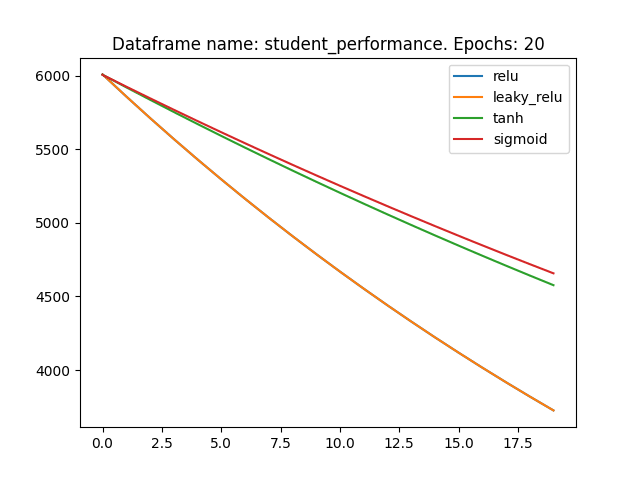 Dataframe name: student_performance. Epochs: 20
relu
leaky_relu
tanh
sigmoid
6000
5500
5000
4500
4000
0.0 2.5 5.0 7.5 10.0 12.5 15.0 17.5